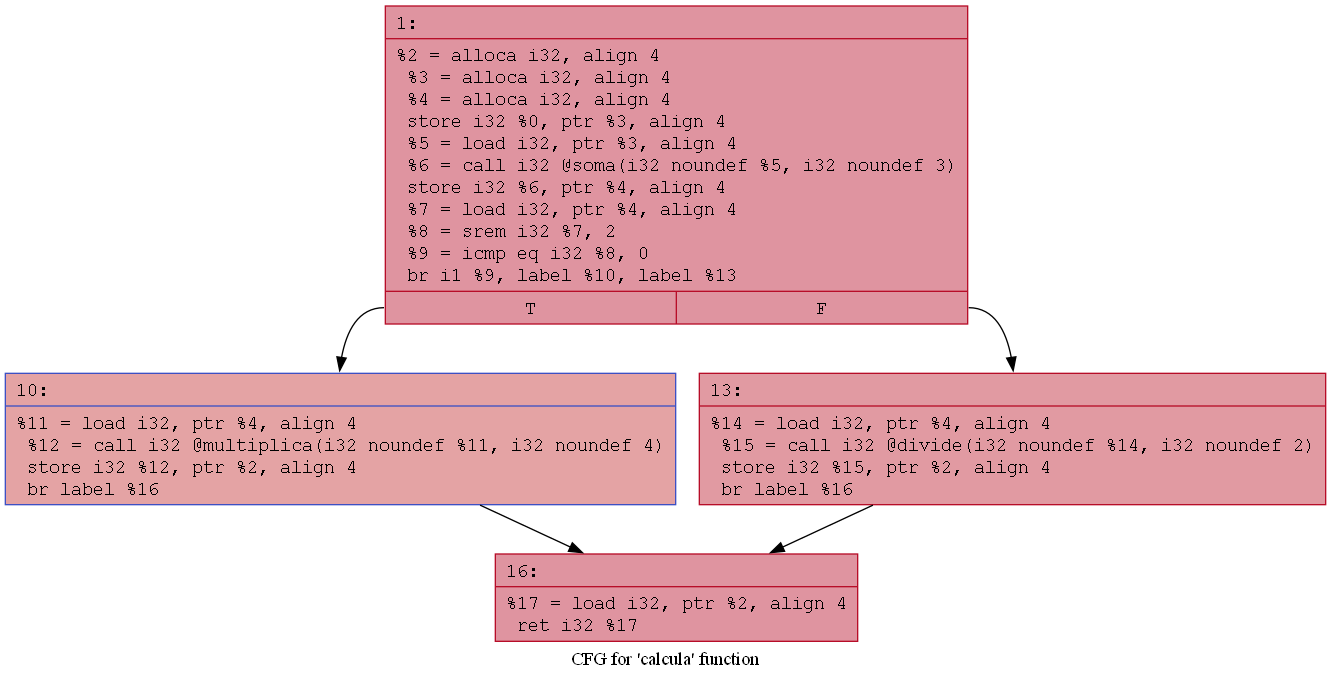 1:
%2 = alloca i32, align 4
%3 = alloca i32, align 4
%4 = alloca i32, align 4
store i32 %0, ptr %3, align 4
%5 = load i32, ptr %3, align 4
%6 = call i32 @soma(i32 noundef %5, i32 noundef 3)
store i32 %6, ptr %4, align 4
%7 = load i32, ptr %4, align 4
%8 = srem i32 %7, 2
%9 = icmp eq i32 %8, 0
br i1 %9, label %10, label %13
T
F
10:
%11 = load i32, ptr %4, align 4
%12 = call i32 @multiplica(i32 noundef %11, i32 noundef 4)
store i32 %12, ptr %2, align 4
br label %16
13:
%14 = load i32, ptr %4, align 4
%15 = call i32 @divide(i32 noundef %14, i32 noundef 2)
store i32 %15, ptr %2, align 4
br label %16
16:
%17 = load i32, ptr %2, align 4
ret i32 %17
CFG for 'calcula' function